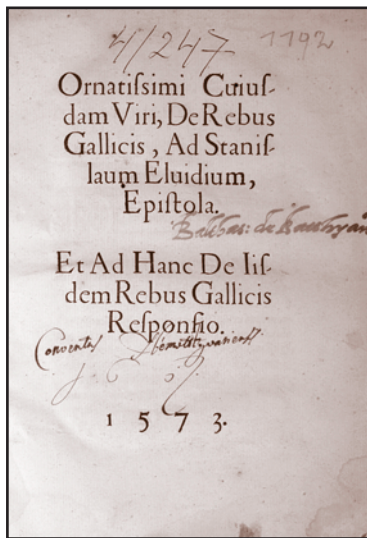 4/247 1192
Ornatiſsimi Cuiuſ-
dam Viri, De Rebus
Gallicis, Ad Staniſ-
laum Eluidium,
Epiſtola.
Et Ad Hanc De Iiſ-
dem Rebus Gallicis
Reſponſio.
Conventus
1 5 7 3.